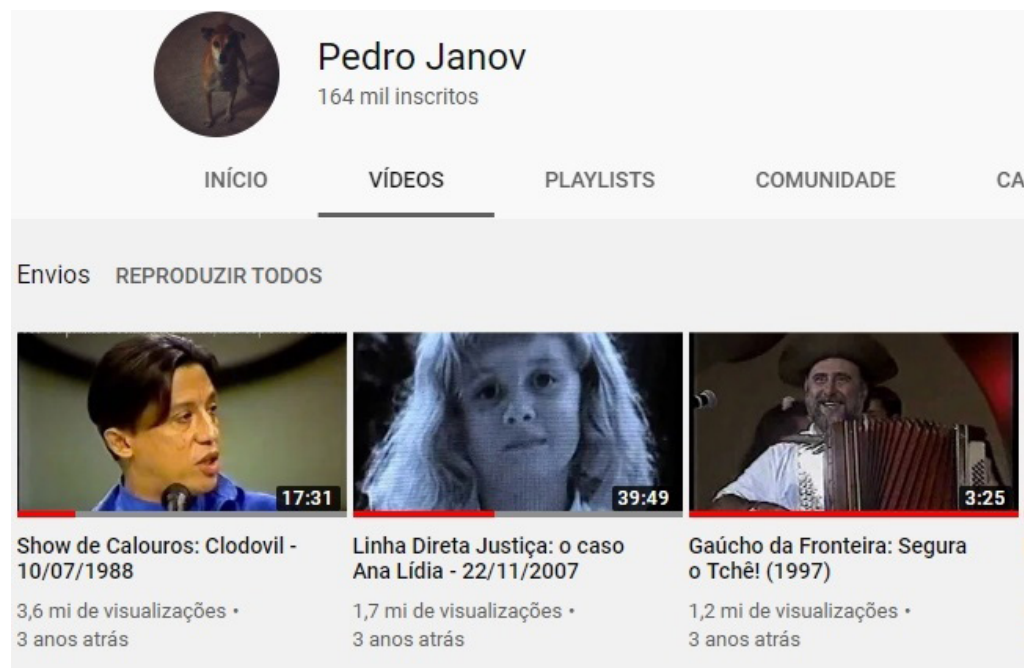 Pedro Janov
164 mil inscritos
INÍCIO VÍDEOS PLAYLISTS COMUNIDADE CA
Envios REPRODUZIR TODOS
17:31 39:49 3:25
Show de Calouros: Clodovil -
10/07/1988
3,6 mi de visualizações •
3 anos atrás
Linha Direta Justiça: o caso
Ana Lídia - 22/11/2007
1,7 mi de visualizações •
3 anos atrás
Gaúcho da Fronteira: Segura
o Tchê! (1997)
1,2 mi de visualizações •
3 anos atrás